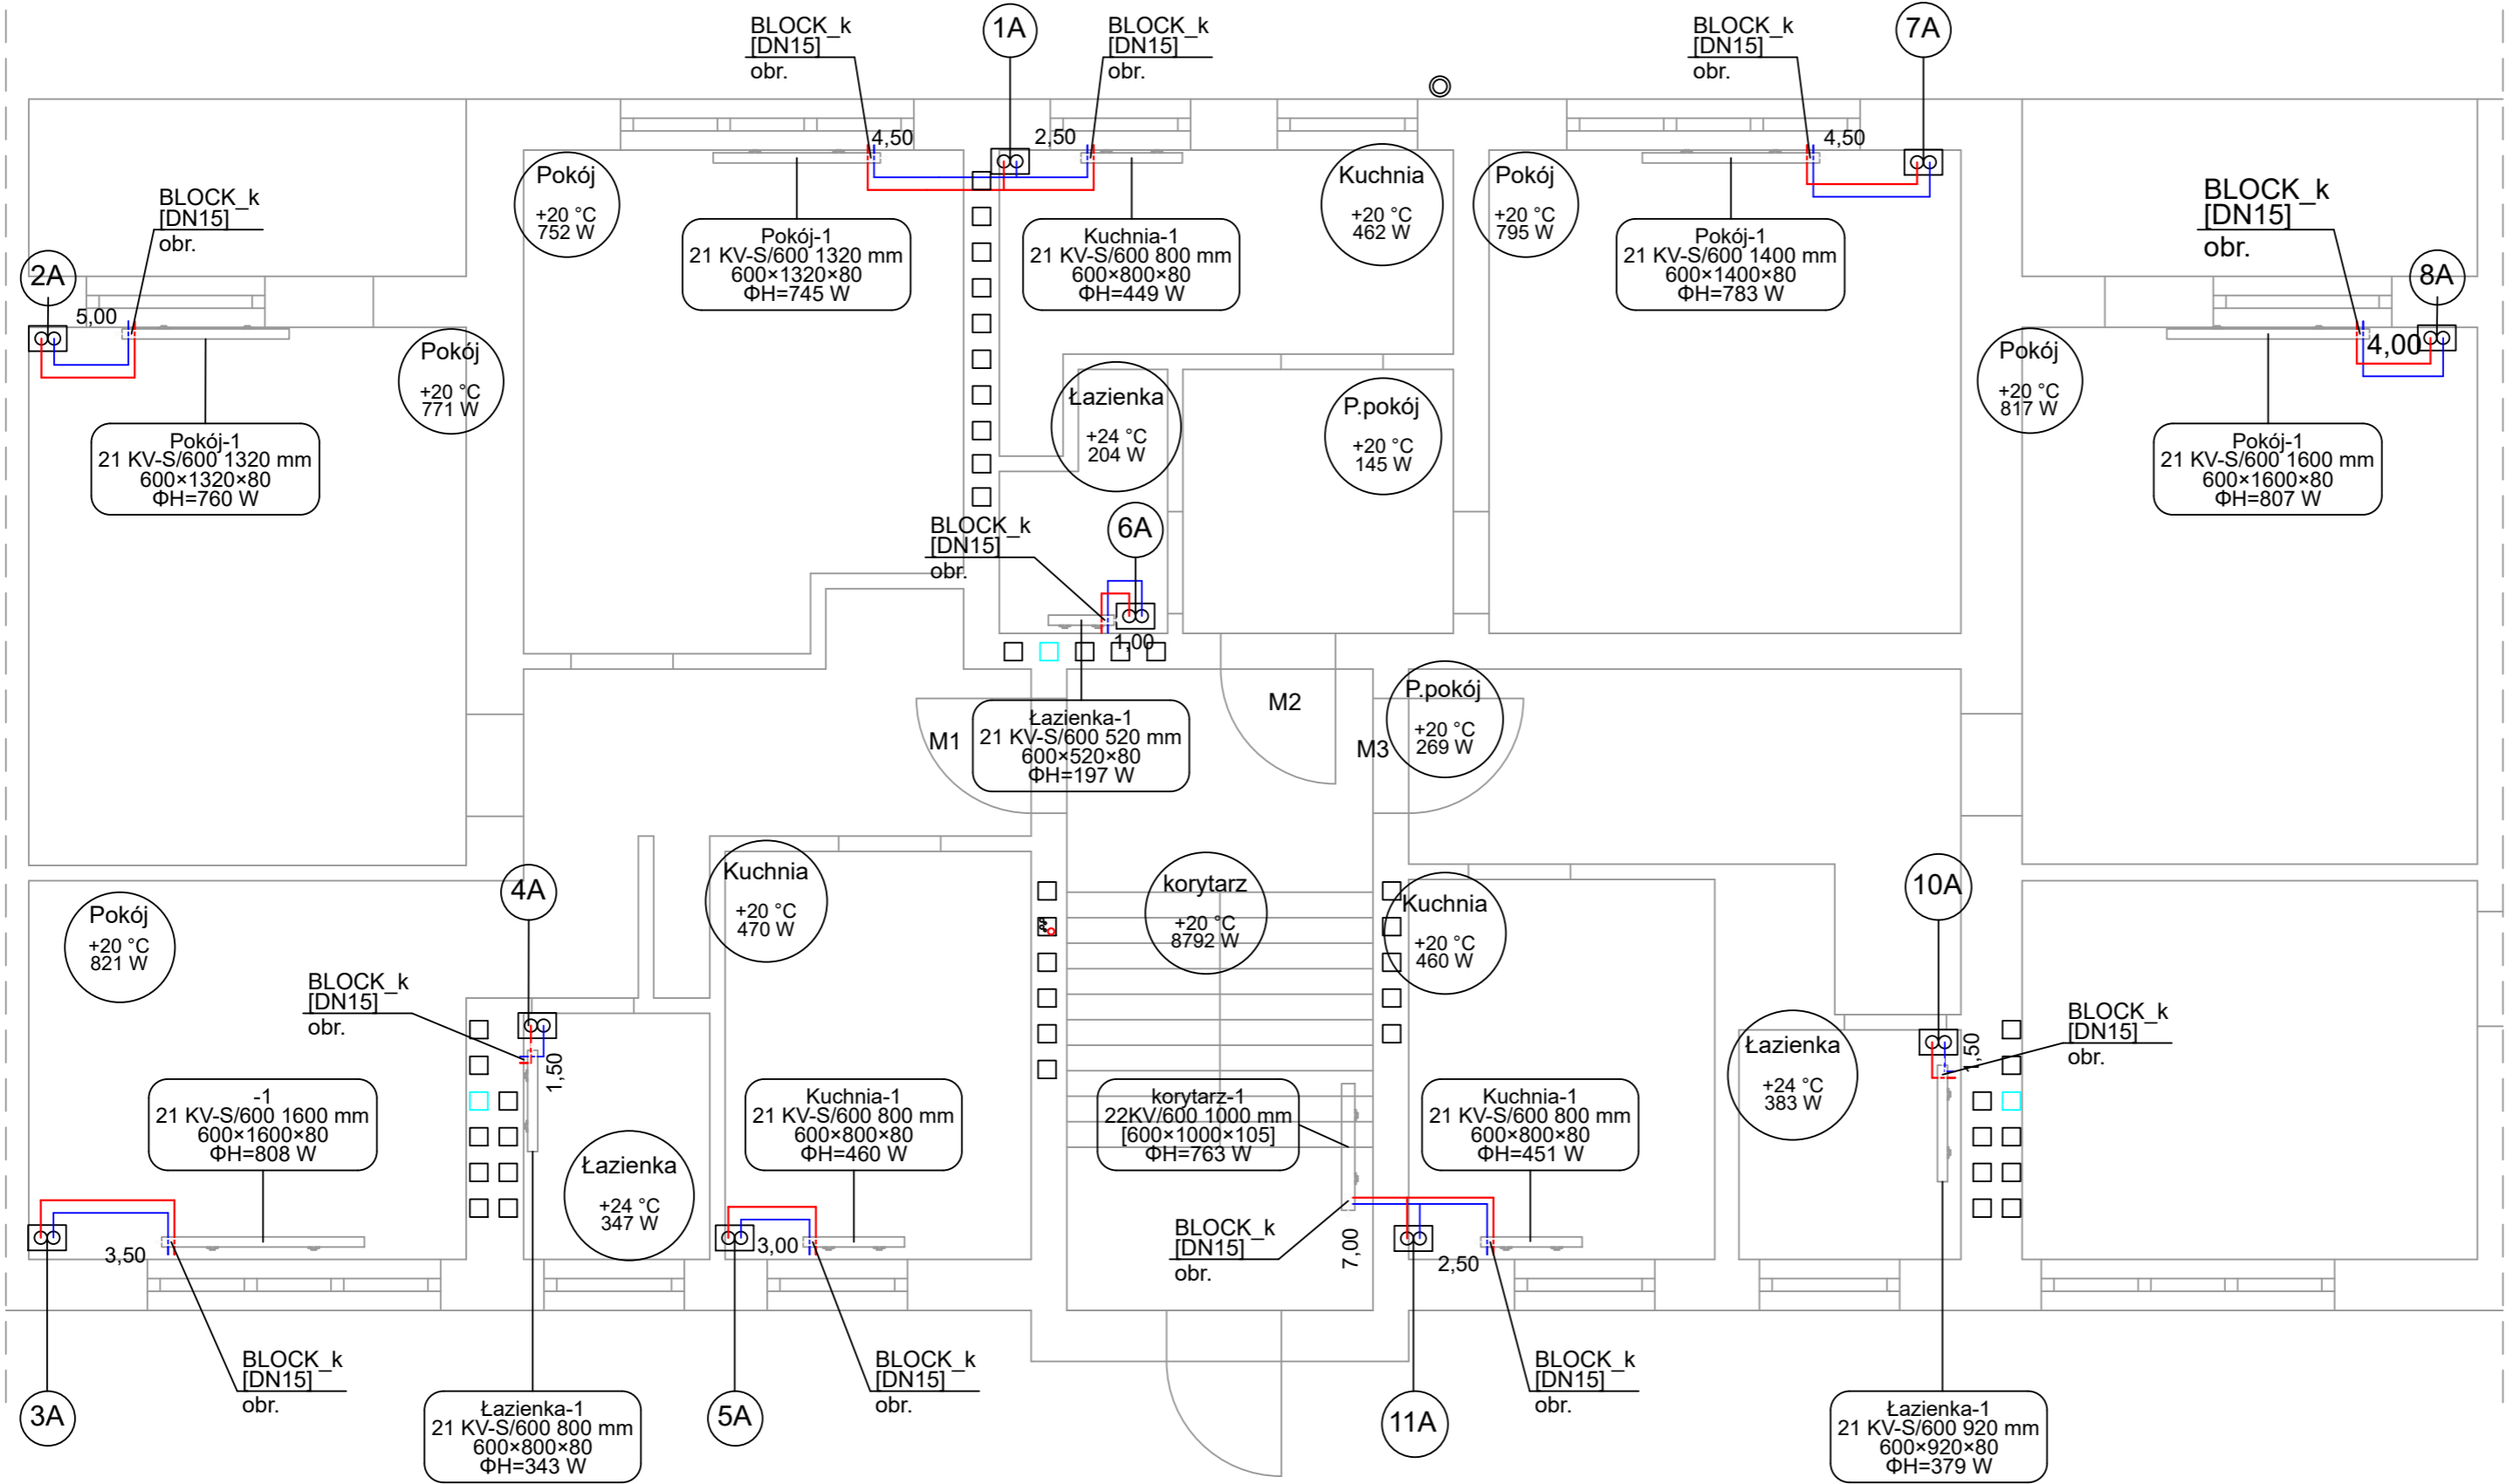 BLOCK_k
[DN15]
obr.
1A
BLOCK_k
[DN15]
obr.
BLOCK_k
[DN15]
obr.
7A
4,50
2,50
4,50
Pokój
+20 °C
752 W
Kuchnia
+20 °C
462 W
Pokój
+20 °C
795 W
BLOCK_k
[DN15]
obr.
BLOCK_k
[DN15]
obr.
2A
8A
Pokój-1
21 KV-S/600 1320 mm
600×1320×80
ΦH=745 W
Kuchnia-1
21 KV-S/600 800 mm
600×800×80
ΦH=449 W
Pokój-1
21 KV-S/600 1400 mm
600×1400×80
ΦH=783 W
5,00
4,00
Pokój
+20 °C
771 W
Łazienka
+24 °C
204 W
P.pokój
+20 °C
145 W
Pokój
+20 °C
817 W
Pokój-1
21 KV-S/600 1320 mm
600×1320×80
ΦH=760 W
Pokój-1
21 KV-S/600 1600 mm
600×1600×80
ΦH=807 W
BLOCK_k
[DN15]
obr.
6A
1,00
M1
Łazienka-1
21 KV-S/600 520 mm
600×520×80
ΦH=197 W
M2
M3
P.pokój
+20 °C
269 W
Pokój
+20 °C
821 W
4A
Kuchnia
+20 °C
470 W
korytarz
+20 °C
8792 W
Kuchnia
+20 °C
460 W
10A
BLOCK_k
[DN15]
obr.
1,50
Łazienka
+24 °C
383 W
1,50
BLOCK_k
[DN15]
obr.
-1
21 KV-S/600 1600 mm
600×1600×80
ΦH=808 W
Łazienka
+24 °C
347 W
Kuchnia-1
21 KV-S/600 800 mm
600×800×80
ΦH=460 W
korytarz-1
22KV/600 1000 mm
[600×1000×105]
ΦH=763 W
Kuchnia-1
21 KV-S/600 800 mm
600×800×80
ΦH=451 W
3,50
3,00
BLOCK_k
[DN15]
obr.
7,00
2,50
3A
BLOCK_k
[DN15]
obr.
Łazienka-1
21 KV-S/600 800 mm
600×800×80
ΦH=343 W
5A
BLOCK_k
[DN15]
obr.
11A
BLOCK_k
[DN15]
obr.
Łazienka-1
21 KV-S/600 920 mm
600×920×80
ΦH=379 W